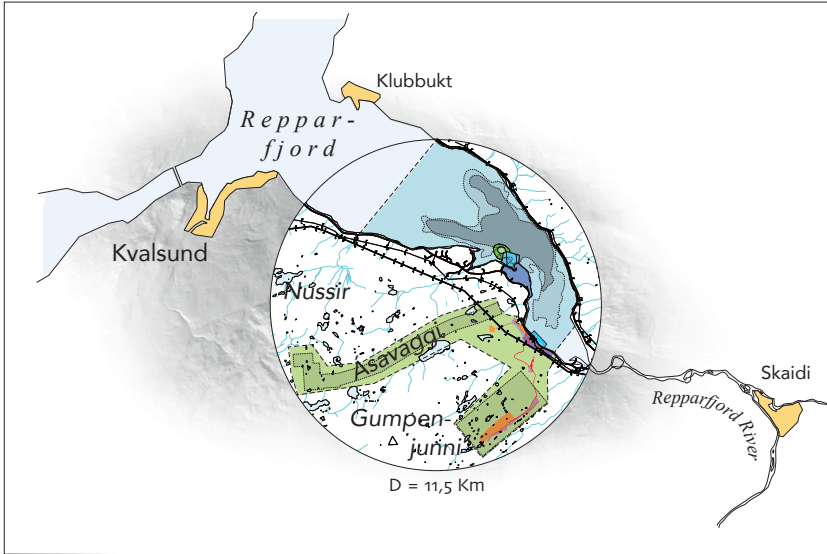 Klubbukt
Reppar-
fjord
Kvalsund
Nussir
Asavaggi
Skaidi
Gumpen-
junni
Repparfjord River
D = 11,5 Km